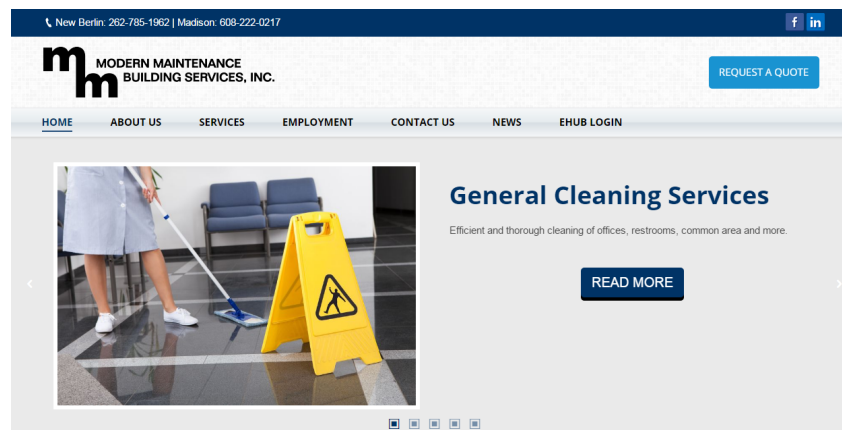 New Berlin: 262-785-1962 | Madison: 608-222-0217
f in
mm
MODERN MAINTENANCE
BUILDING SERVICES, INC.
REQUEST A QUOTE
HOME ABOUT US SERVICES EMPLOYMENT CONTACT US NEWS EHUB LOGIN
General Cleaning Services
Efficient and thorough cleaning of offices, restrooms, common area and more.
READ MORE